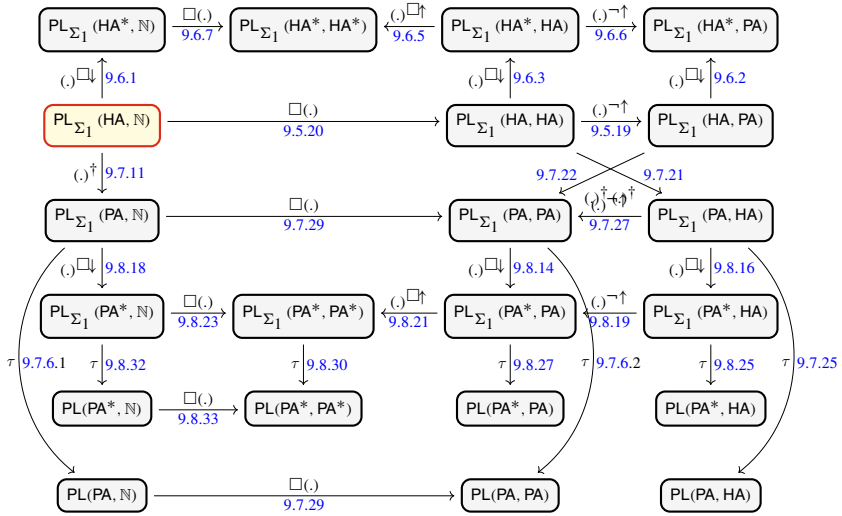 PL_Σ1 (HA*, ℕ) □(.) 9.6.7 PL_Σ1 (HA*, HA*) (.)^□↑ 9.6.5 PL_Σ1 (HA*, HA) (.)^¬↑ 9.6.6 PL_Σ1 (HA*, PA)
(.)^□↓ 9.6.1 (.)^□↓ 9.6.3 (.)^□↓ 9.6.2
PL_Σ1 (HA, ℕ) □(.) 9.5.20 PL_Σ1 (HA, HA) (.)^¬↑ 9.5.19 PL_Σ1 (HA, PA)
(.)^† 9.7.11 9.7.22 9.7.21 (.)^† (.)^†
PL_Σ1 (PA, ℕ) □(.) 9.7.29 PL_Σ1 (PA, PA) (.)^¬↑ 9.7.27 PL_Σ1 (PA, HA)
(.)^□↓ 9.8.18 (.)^□↓ 9.8.14 (.)^□↓ 9.8.16
PL_Σ1 (PA*, ℕ) □(.) 9.8.23 PL_Σ1 (PA*, PA*) (.)^□↑ 9.8.21 PL_Σ1 (PA*, PA) (.)^¬↑ 9.8.19 PL_Σ1 (PA*, HA)
τ 9.7.6.1 τ 9.8.32 τ 9.8.30 τ 9.8.27 τ 9.7.6.2 τ 9.8.25 τ 9.7.25
PL(PA*, ℕ) □(.) 9.8.33 PL(PA*, PA*) PL(PA*, PA) PL(PA*, HA)
PL(PA, ℕ) □(.) 9.7.29 PL(PA, PA) PL(PA, HA)